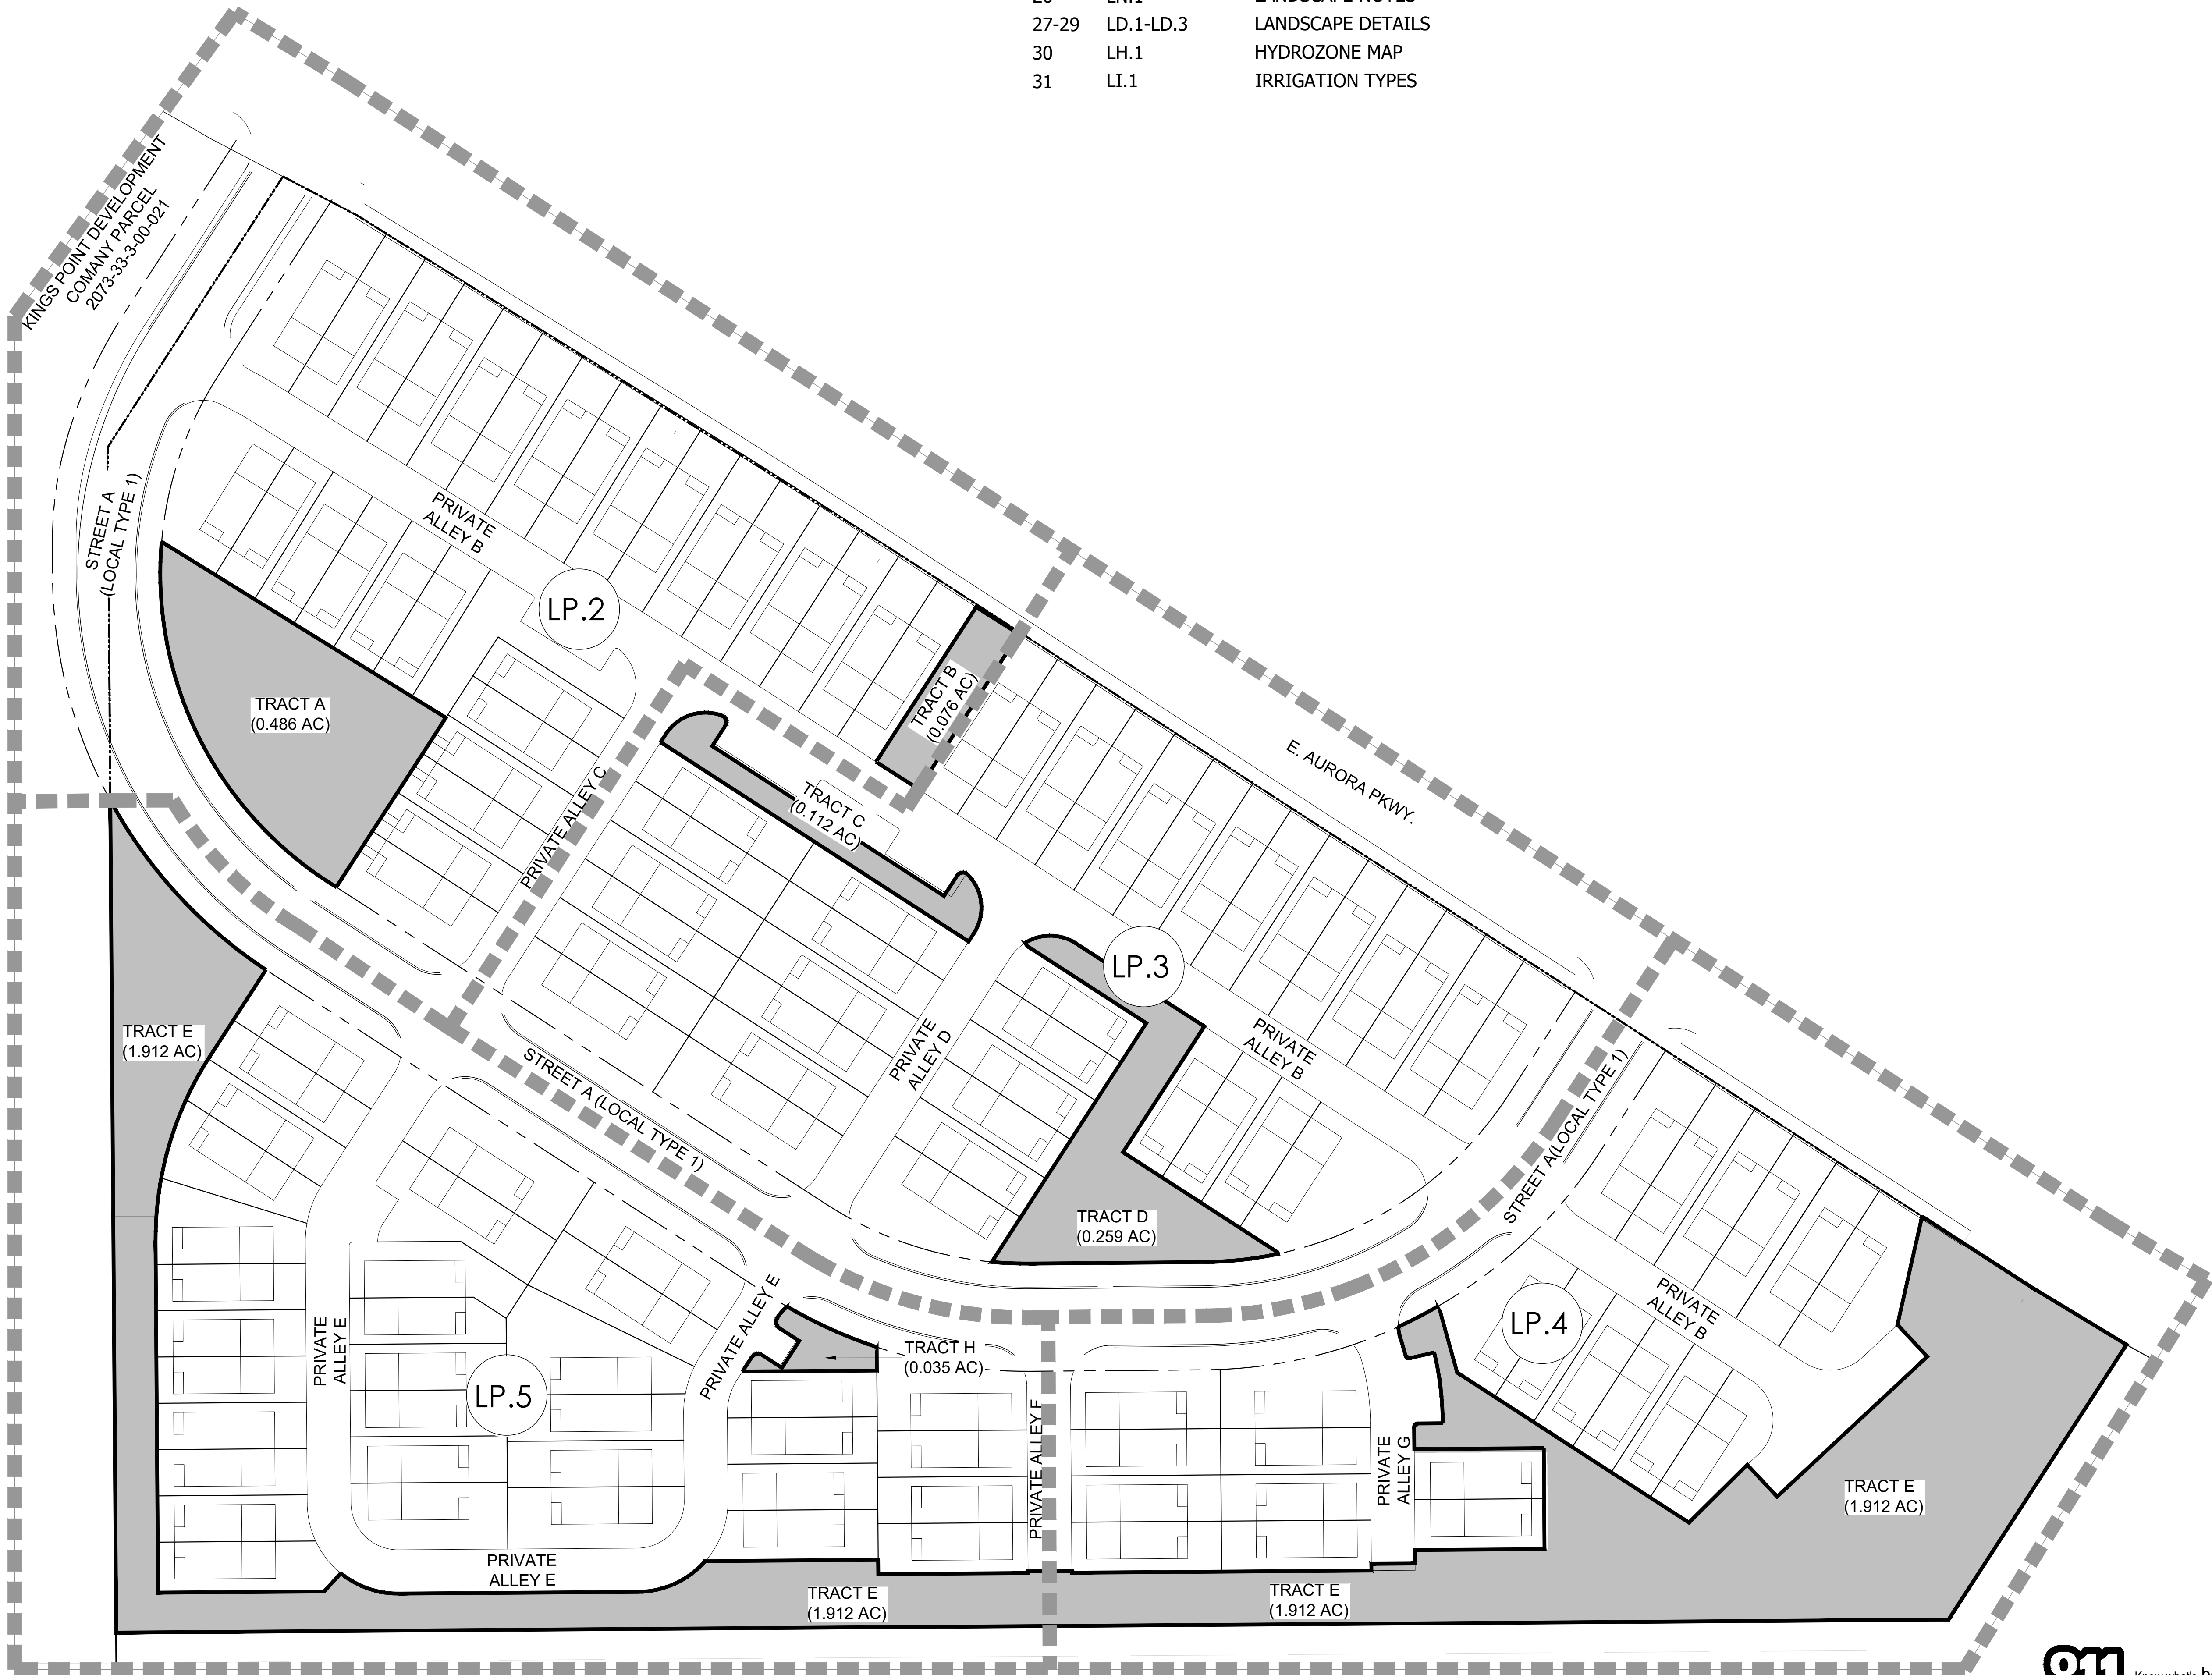 27-29 LD.1-LD.3 LANDSCAPE DETAILS
30 LH.1 HYDROZONE MAP
31 LI.1 IRRIGATION TYPES
KINGS POINT DEVELOPMENT
COMANY PARCEL
2073-33-3-00-021
STREET A
(LOCAL TYPE 1)
PRIVATE
ALLEY B
LP.2
TRACT A
(0.486 AC)
TRACT B
(0.076 AC)
PRIVATE ALLEY C
TRACT C
(0.112 AC)
E. AURORA PKWY.
LP.3
TRACT E
(1.912 AC)
STREET A (LOCAL TYPE 1)
PRIVATE
ALLEY D
PRIVATE
ALLEY B
STREET A(LOCAL TYPE 1)
TRACT D
(0.259 AC)
PRIVATE
ALLEY E
PRIVATE ALLEY E
LP.4
PRIVATE
ALLEY B
LP.5
TRACT H
(0.035 AC)
PRIVATE ALLEY F
PRIVATE
ALLEY G
TRACT E
(1.912 AC)
PRIVATE
ALLEY E
TRACT E
(1.912 AC)
TRACT E
(1.912 AC)